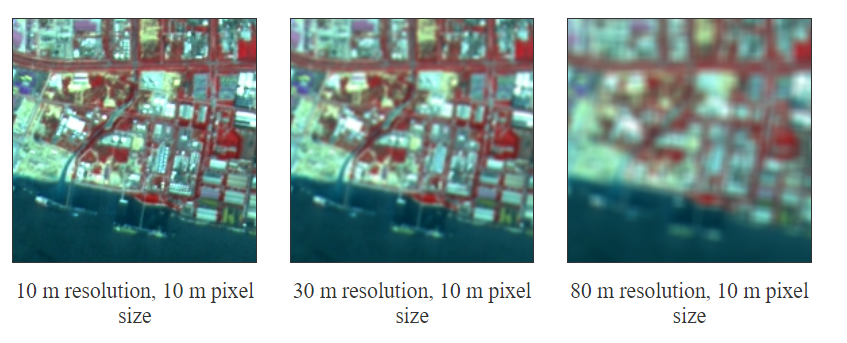 10 m resolution, 10 m pixel
size
30 m resolution, 10 m pixel
size
80 m resolution, 10 m pixel
size